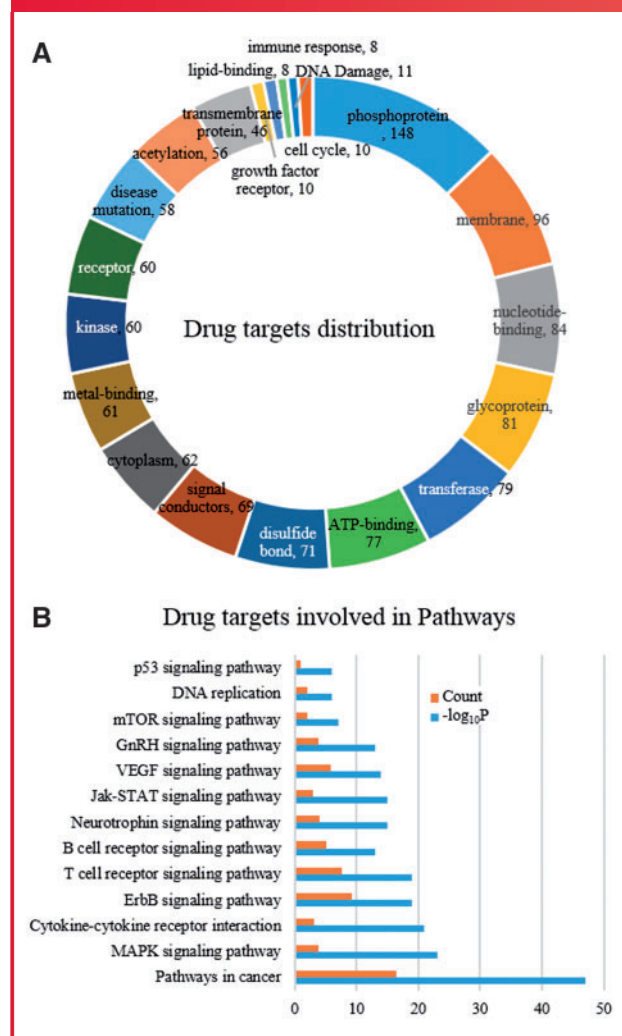 A
immune response, 8
lipid-binding, 8
DNA Damage, 11
transmembrane
protein, 46
phosphoprotein
, 148
cell cycle, 10
growth factor
receptor, 10
acetylation, 56
disease
mutation, 58
membrane, 96
receptor, 60
nucleotide-
binding, 84
kinase, 60
Drug targets distribution
metal-binding,
61
glycoprotein,
81
cytoplasm, 62
transferase, 79
signal
conductors, 69
disulfide
bond, 71
ATP-binding,
77
B
Drug targets involved in Pathways
p53 signaling pathway
DNA replication
mTOR signaling pathway
GnRH signaling pathway
VEGF signaling pathway
Jak-STAT signaling pathway
Neurotrophin signaling pathway
B cell receptor signaling pathway
T cell receptor signaling pathway
ErbB signaling pathway
Cytokine-cytokine receptor interaction
MAPK signaling pathway
Pathways in cancer
Count
-log₁₀P
0 10 20 30 40 50